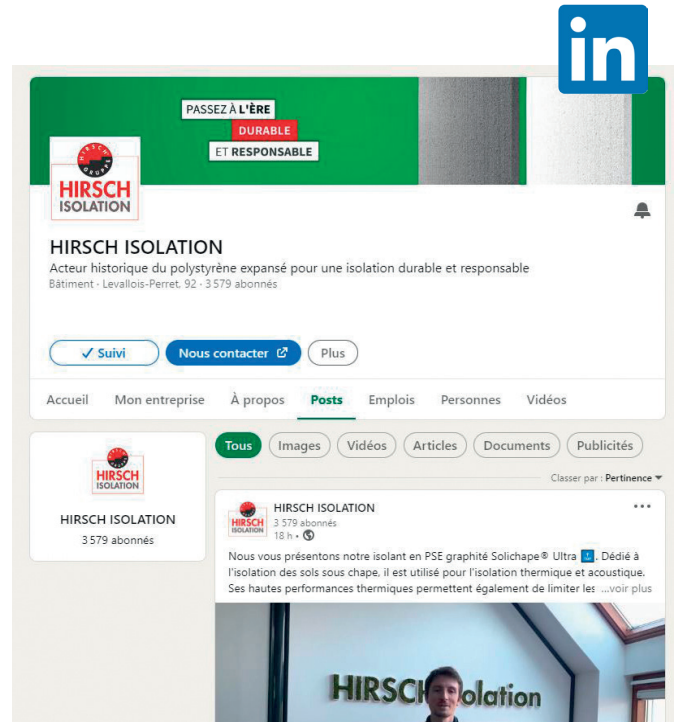 in
PASSEZ À L'ÈRE
DURABLE
ET RESPONSABLE
HIRSCH
GRUPPE
HIRSCH
ISOLATION
HIRSCH ISOLATION
Acteur historique du polystyrène expansé pour une isolation durable et responsable
Bâtiment · Levallois-Perret, 92 · 3 579 abonnés
✓ Suivi
Nous contacter
Plus
Accueil Mon entreprise À propos Posts Emplois Personnes Vidéos
HIRSCH
ISOLATION
HIRSCH ISOLATION
3 579 abonnés
Tous Images Vidéos Articles Documents Publicités
Classer par : Pertinence
HIRSCH
ISOLATION
HIRSCH ISOLATION
3 579 abonnés
18 h •
Nous vous présentons notre isolant en PSE graphité Solichape® Ultra . Dédié à
l'isolation des sols sous chape, il est utilisé pour l'isolation thermique et acoustique.
Ses hautes performances thermiques permettent également de limiter les ...voir plus
HIRSCH olation